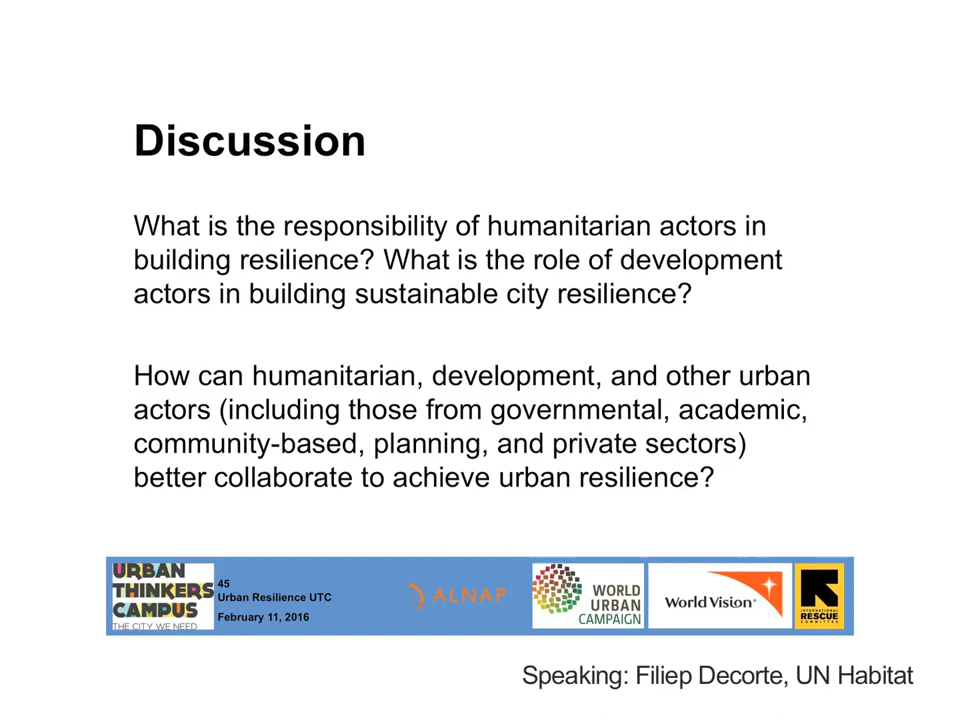 Discussion
What is the responsibility of humanitarian actors in
building resilience? What is the role of development
actors in building sustainable city resilience?
How can humanitarian, development, and other urban
actors (including those from governmental, academic,
community-based, planning, and private sectors)
better collaborate to achieve urban resilience?
URBAN
THINKERS
CAMPUS
THE CITY WE NEED
45
Urban Resilience UTC
February 11, 2016
ALNAP
WORLD
URBAN
CAMPAIGN
World Vision
INTERNATIONAL
RESCUE
COMMITTEE
Speaking: Filiep Decorte, UN Habitat